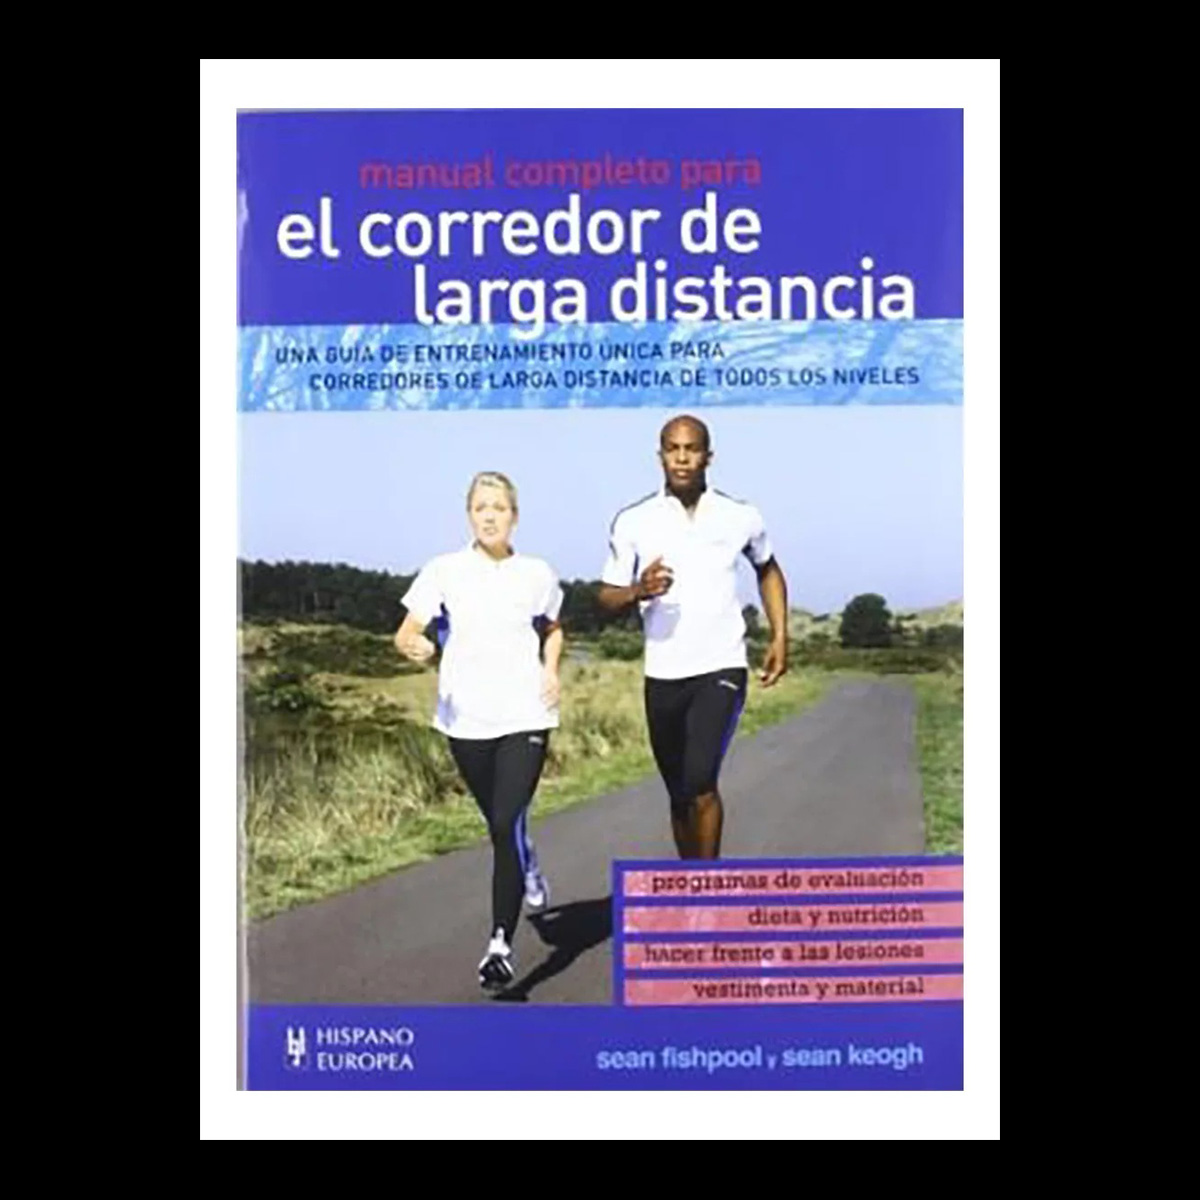 manual completo para
el corredor de
larga distancia
UNA GUÍA DE ENTRENAMIENTO ÚNICA PARA
CORREDORES DE LARGA DISTANCIA DE TODOS LOS NIVELES
programas de evaluación
dieta y nutrición
hacer frente a las lesiones
vestimenta y material
HISPANO
EUROPEA
sean fishpool y sean keogh